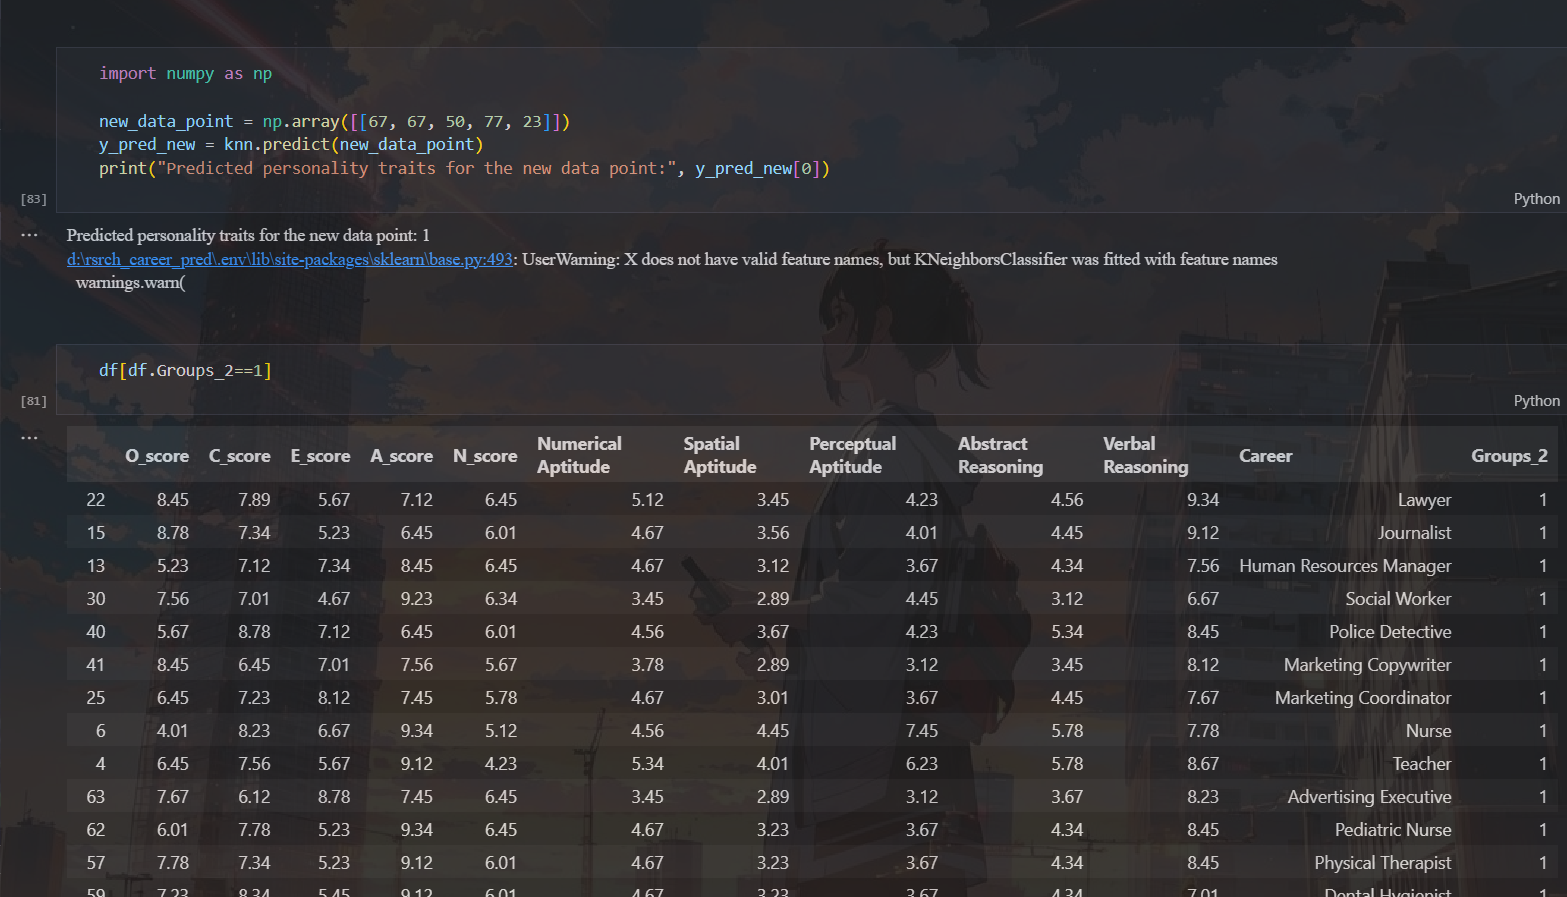 import numpy as np
new_data_point = np.array([[67, 67, 50, 77, 23]])
y_pred_new = knn.predict(new_data_point)
print("Predicted personality traits for the new data point:", y_pred_new[0])
[83]
Python
...
Predicted personality traits for the new data point: 1
d:\rsrch_career_pred\.env\lib\site-packages\sklearn\base.py:493: UserWarning: X does not have valid feature names, but KNeighborsClassifier was fitted with feature names
warnings.warn(
df[df.Groups_2==1]
[81]
Python
...
O_score C_score E_score A_score N_score Numerical Aptitude Spatial Aptitude Perceptual Aptitude Abstract Reasoning Verbal Reasoning Career Groups_2
22 8.45 7.89 5.67 7.12 6.45 5.12 3.45 4.23 4.56 9.34 Lawyer 1
15 8.78 7.34 5.23 6.45 6.01 4.67 3.56 4.01 4.45 9.12 Journalist 1
13 5.23 7.12 7.34 8.45 6.45 4.67 3.12 3.67 4.34 7.56 Human Resources Manager 1
30 7.56 7.01 4.67 9.23 6.34 3.45 2.89 4.45 3.12 6.67 Social Worker 1
40 5.67 8.78 7.12 6.45 6.01 4.56 3.67 4.23 5.34 8.45 Police Detective 1
41 8.45 6.45 7.01 7.56 5.67 3.78 2.89 3.12 3.45 8.12 Marketing Copywriter 1
25 6.45 7.23 8.12 7.45 5.78 4.67 3.01 3.67 4.45 7.67 Marketing Coordinator 1
6 4.01 8.23 6.67 9.34 5.12 4.56 4.45 7.45 5.78 7.78 Nurse 1
4 6.45 7.56 5.67 9.12 4.23 5.34 4.01 6.23 5.78 8.67 Teacher 1
63 7.67 6.12 8.78 7.45 6.45 3.45 2.89 3.12 3.67 8.23 Advertising Executive 1
62 6.01 7.78 5.23 9.34 6.45 4.67 3.23 3.67 4.34 8.45 Pediatric Nurse 1
57 7.78 7.34 5.23 9.12 6.01 4.67 3.23 3.67 4.34 8.45 Physical Therapist 1
59 7.23 8.34 5.45 9.12 6.01 4.67 3.23 3.67 4.34 7.01 Dental Hygienist 1